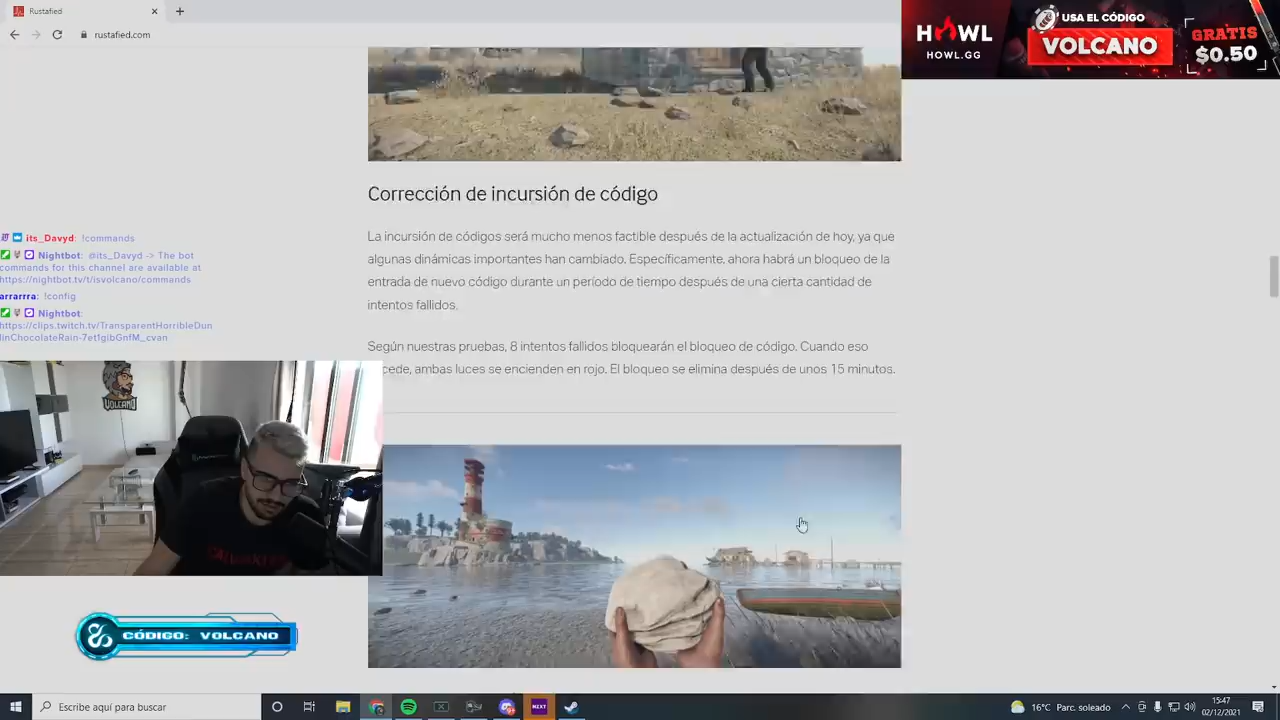 Rustafied
rustafied.com
HOWL
HOWL.GG
USA EL CÓDIGO
VOLCANO
GRATIS
$0.50
Corrección de incursión de código
La incursión de códigos será mucho menos factible después de la actualización de hoy, ya que
algunas dinámicas importantes han cambiado. Específicamente, ahora habrá un bloqueo de la
entrada de nuevo código durante un período de tiempo después de una cierta cantidad de
intentos fallidos.
Según nuestras pruebas, 8 intentos fallidos bloquearán el bloqueo de código. Cuando eso
cede, ambas luces se encienden en rojo. El bloqueo se elimina después de unos 15 minutos.
its_Davyd: !commands
Nightbot: @its_Davyd -> The bot
commands for this channel are available at
https://nightbot.tv/t/isvolcano/commands
arrarrra: !config
Nightbot:
https://clips.twitch.tv/TransparentHorribleDun
VOLCANO
CÓDIGO: VOLCANO
Escribe aquí para buscar
16°C Parc. soleado
15:47
02/12/2021